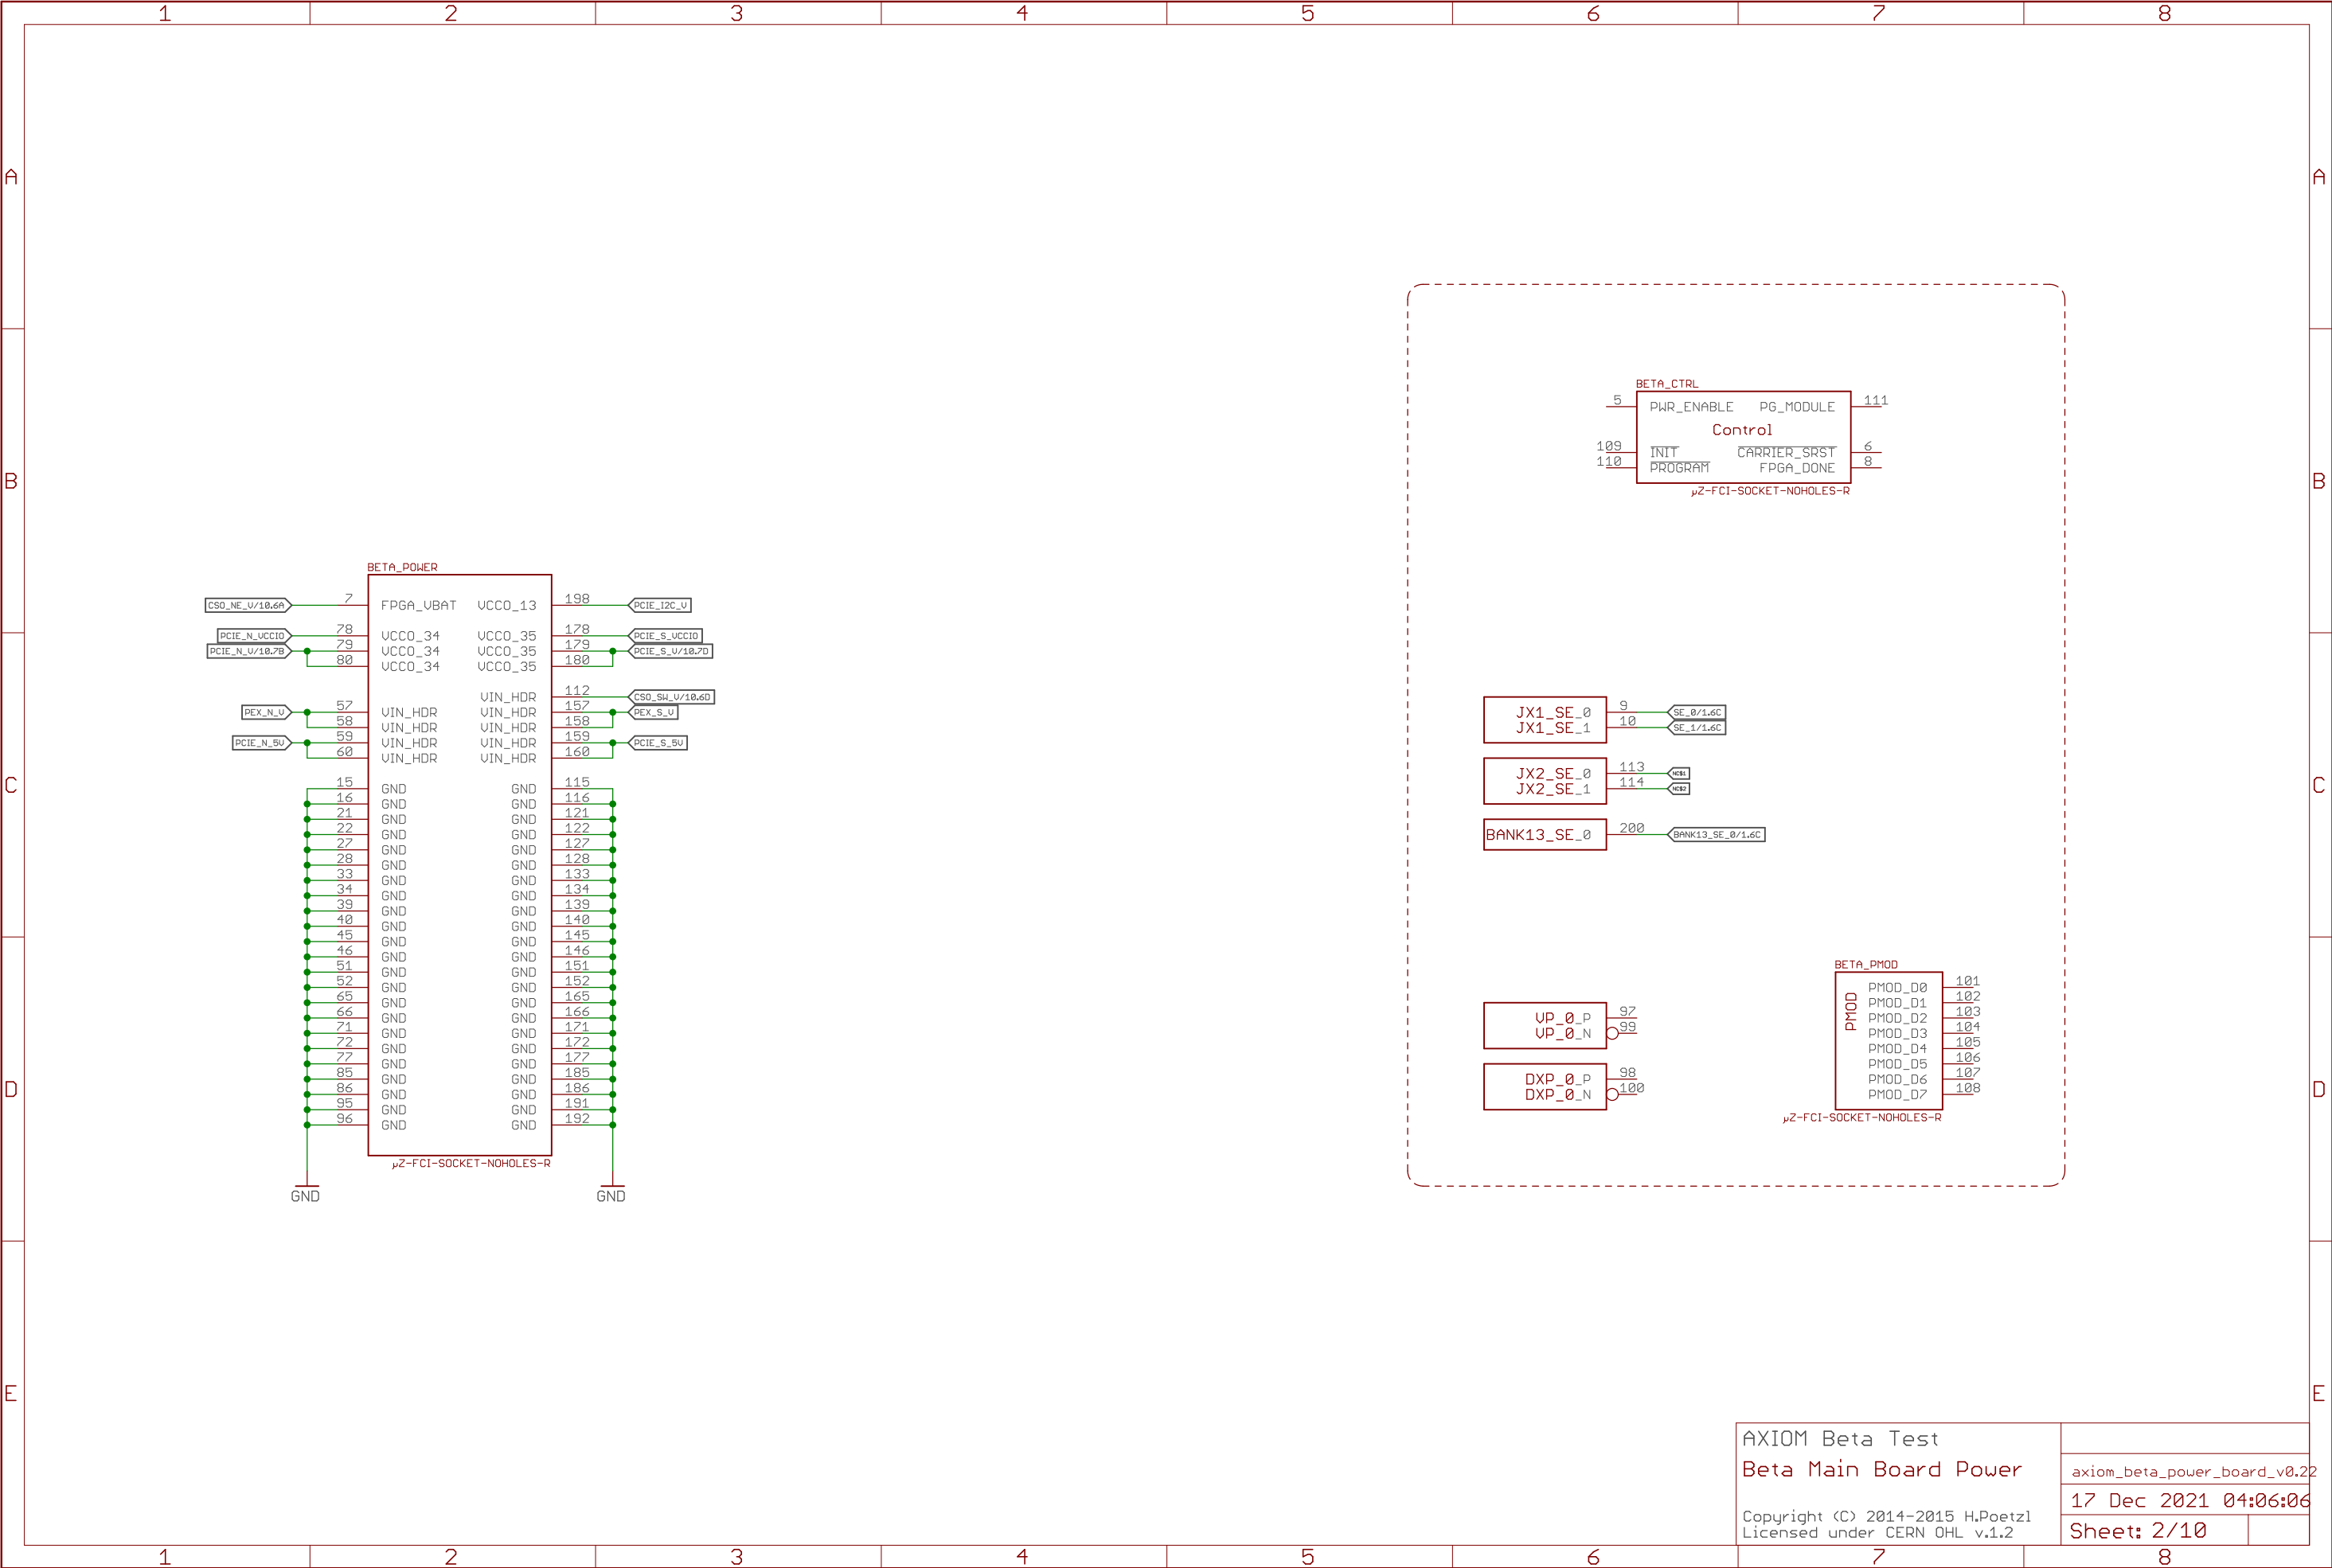 1 2 3 4 5 6 7 8
A A
B B
C C
D D
E E
BETA_POWER
CSO_NE_V/10.6A 7 FPGA_VBAT VCCO_13 198 PCIE_I2C_V
PCIE_N_VCCIO 78 VCCO_34 VCCO_35 178 PCIE_S_VCCIO
PCIE_N_V/10.7B 79 VCCO_34 VCCO_35 179 PCIE_S_V/10.7D
80 VCCO_34 VCCO_35 180
VIN_HDR 112 CSO_SW_V/10.6D
PEX_N_V 57 VIN_HDR VIN_HDR 157 PEX_S_V
58 VIN_HDR VIN_HDR 158
PCIE_N_5V 59 VIN_HDR VIN_HDR 159 PCIE_S_5V
60 VIN_HDR VIN_HDR 160
15 GND GND 115
16 GND GND 116
21 GND GND 121
22 GND GND 122
27 GND GND 127
28 GND GND 128
33 GND GND 133
34 GND GND 134
39 GND GND 139
40 GND GND 140
45 GND GND 145
46 GND GND 146
51 GND GND 151
52 GND GND 152
65 GND GND 165
66 GND GND 166
71 GND GND 171
72 GND GND 172
77 GND GND 177
85 GND GND 185
86 GND GND 186
95 GND GND 191
96 GND GND 192
µZ-FCI-SOCKET-NOHOLES-R
GND GND
BETA_CTRL
5 PWR_ENABLE PG_MODULE 111
Control
109 INIT CARRIER_SRST 6
110 PROGRAM FPGA_DONE 8
µZ-FCI-SOCKET-NOHOLES-R
JX1_SE_0 9 SE_0/1.6C
JX1_SE_1 10 SE_1/1.6C
JX2_SE_0 113 NC$1
JX2_SE_1 114 NC$2
BANK13_SE_0 200 BANK13_SE_0/1.6C
VP_0_P 97
VP_0_N 99
DXP_0_P 98
DXP_0_N 100
BETA_PMOD
PMOD
PMOD_D0 101
PMOD_D1 102
PMOD_D2 103
PMOD_D3 104
PMOD_D4 105
PMOD_D5 106
PMOD_D6 107
PMOD_D7 108
µZ-FCI-SOCKET-NOHOLES-R
AXIOM Beta Test
Beta Main Board Power
Copyright (C) 2014-2015 H.Poetzl
Licensed under CERN OHL v.1.2
axiom_beta_power_board_v0.22
17 Dec 2021 04:06:06
Sheet: 2/10
1 2 3 4 5 6 7 8